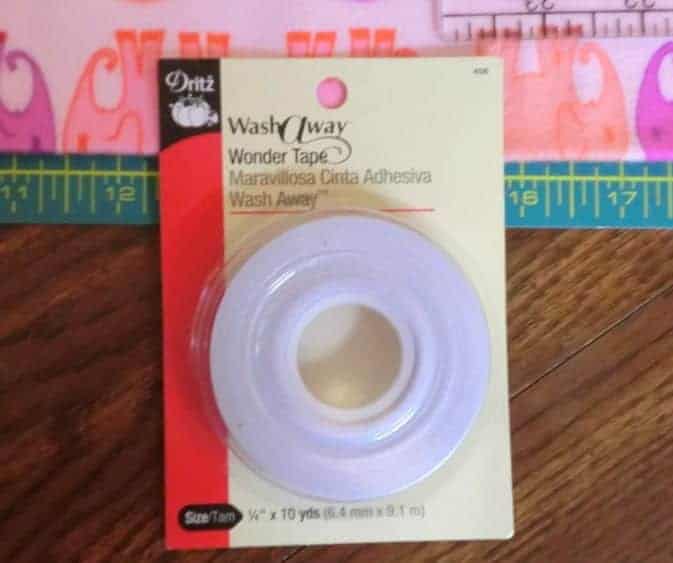 Dritz
Wash Away
Wonder Tape
Maravillosa Cinta Adhesiva
Wash Away™
Size/Tam
¼" x 10 yds (6.4 mm x 9.1 m)
11 12 16 17